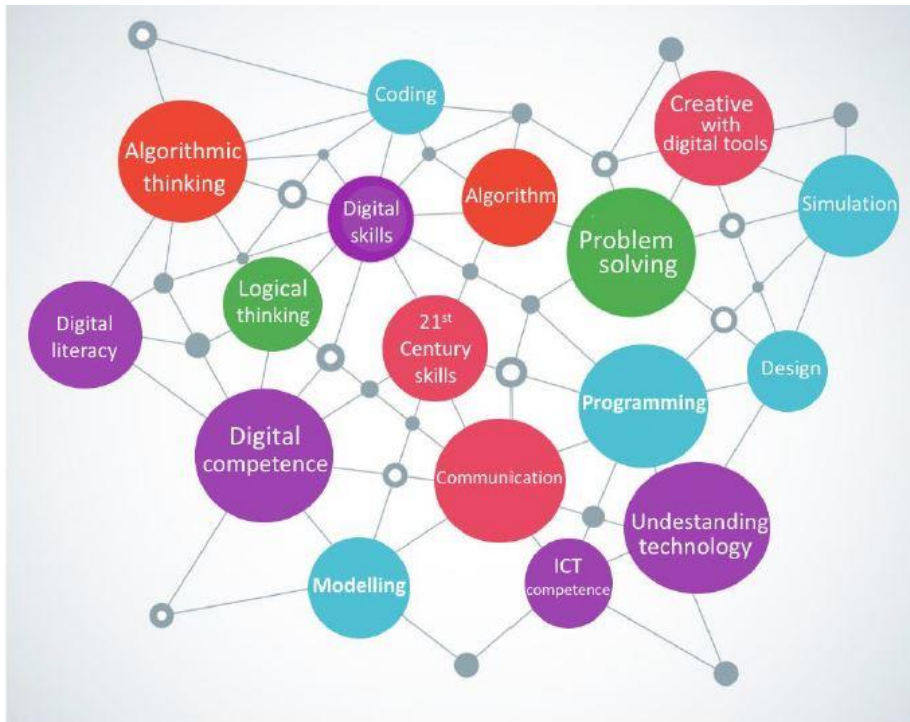 Coding
Creative
with
digital tools
Algorithmic
thinking
Algorithm
Digital
skills
Simulation
Problem
solving
Logical
thinking
Digital
literacy
21st
Century
skills
Design
Programming
Digital
competence
Communication
Undestanding
technology
Modelling
ICT
competence